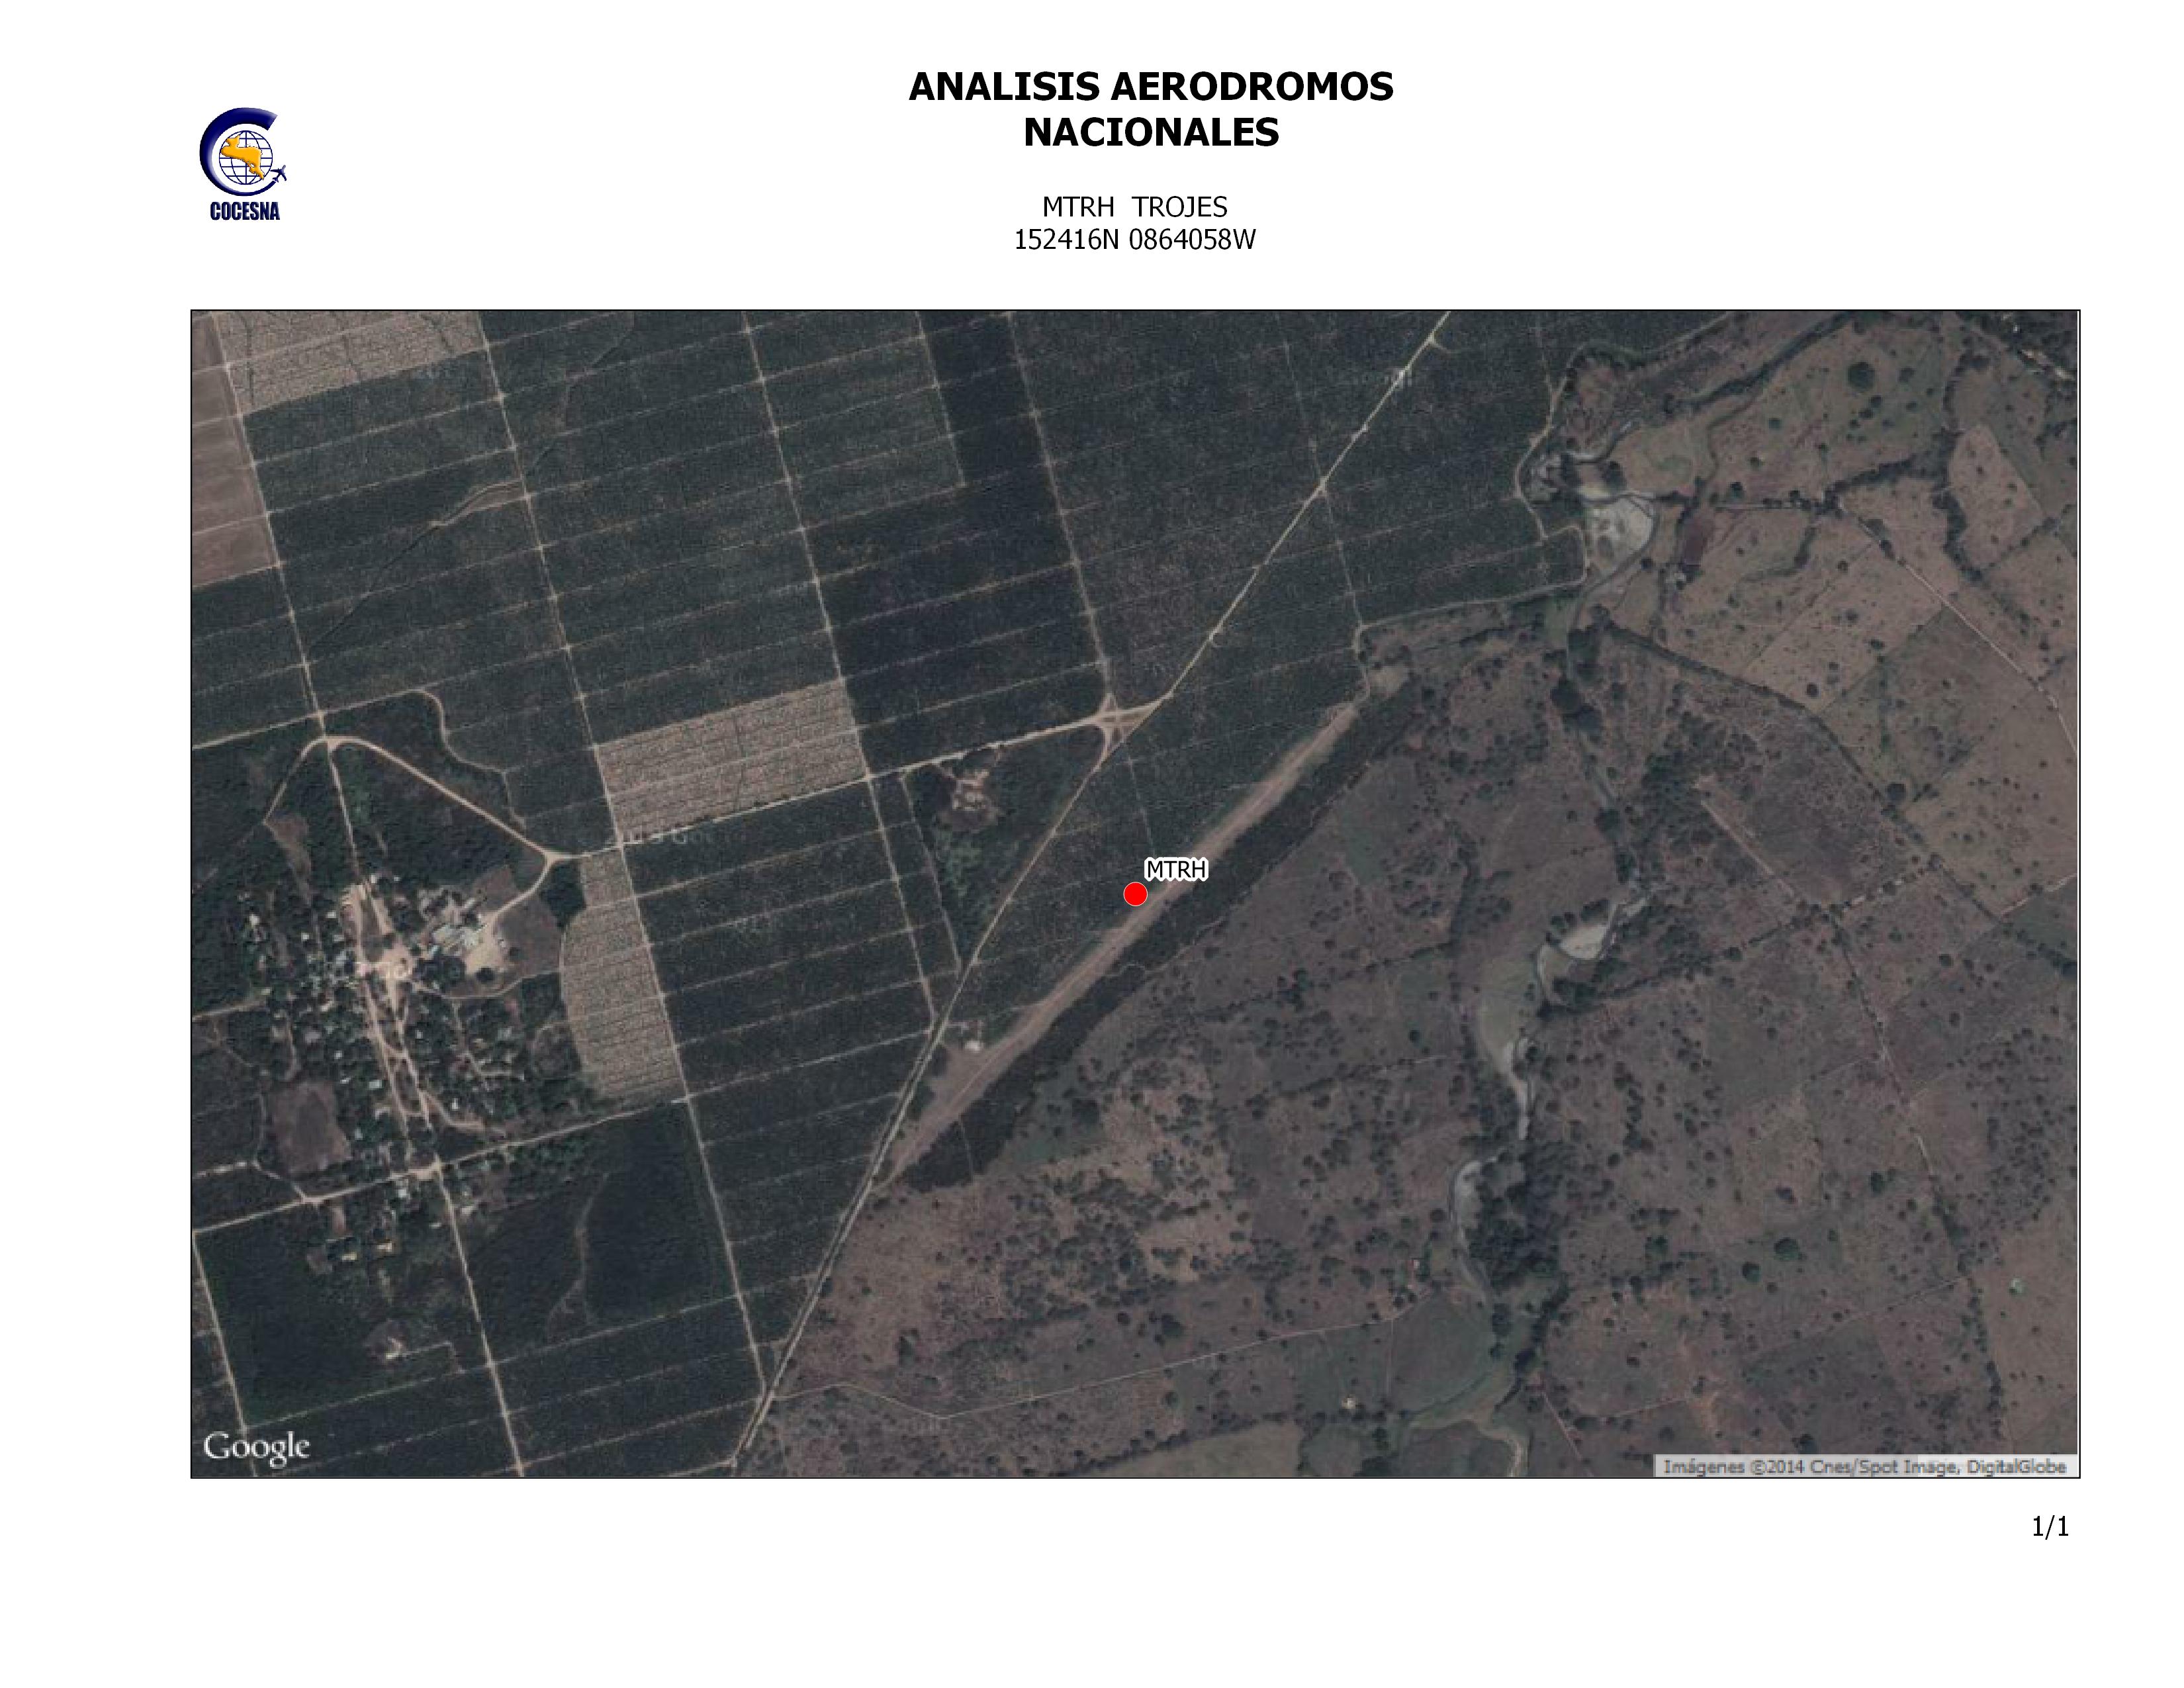 ANALISIS AERODROMOS
NACIONALES
COCESNA
MTRH TROJES
152416N 0864058W
MTRH
Google
Imágenes ©2014 Cnes/Spot Image, DigitalGlobe
1/1